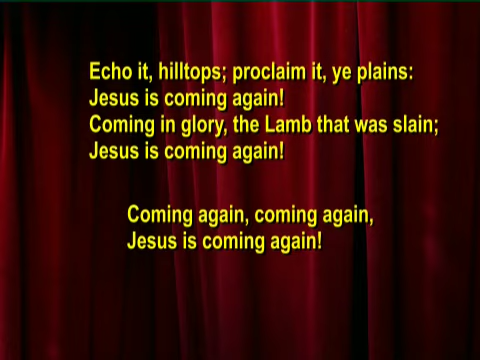 Echo it, hilltops; proclaim it, ye plains:
Jesus is coming again!
Coming in glory, the Lamb that was slain;
Jesus is coming again!
Coming again, coming again,
Jesus is coming again!